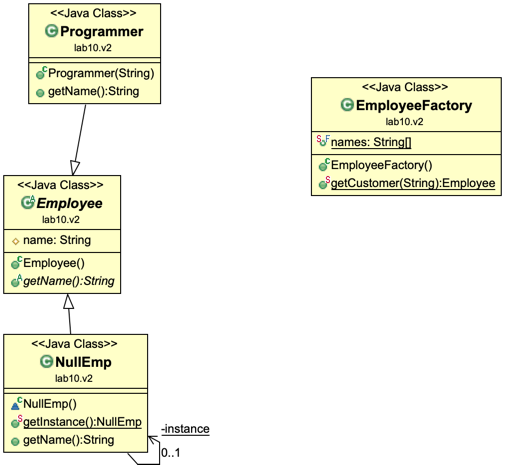 <<Java Class>>
Programmer
lab10.v2
Programmer(String)
getName():String
<<Java Class>>
EmployeeFactory
lab10.v2
names: String[]
EmployeeFactory()
getCustomer(String):Employee
<<Java Class>>
Employee
lab10.v2
name: String
Employee()
getName():String
<<Java Class>>
NullEmp
lab10.v2
NullEmp()
getInstance():NullEmp
getName():String
-instance
0..1